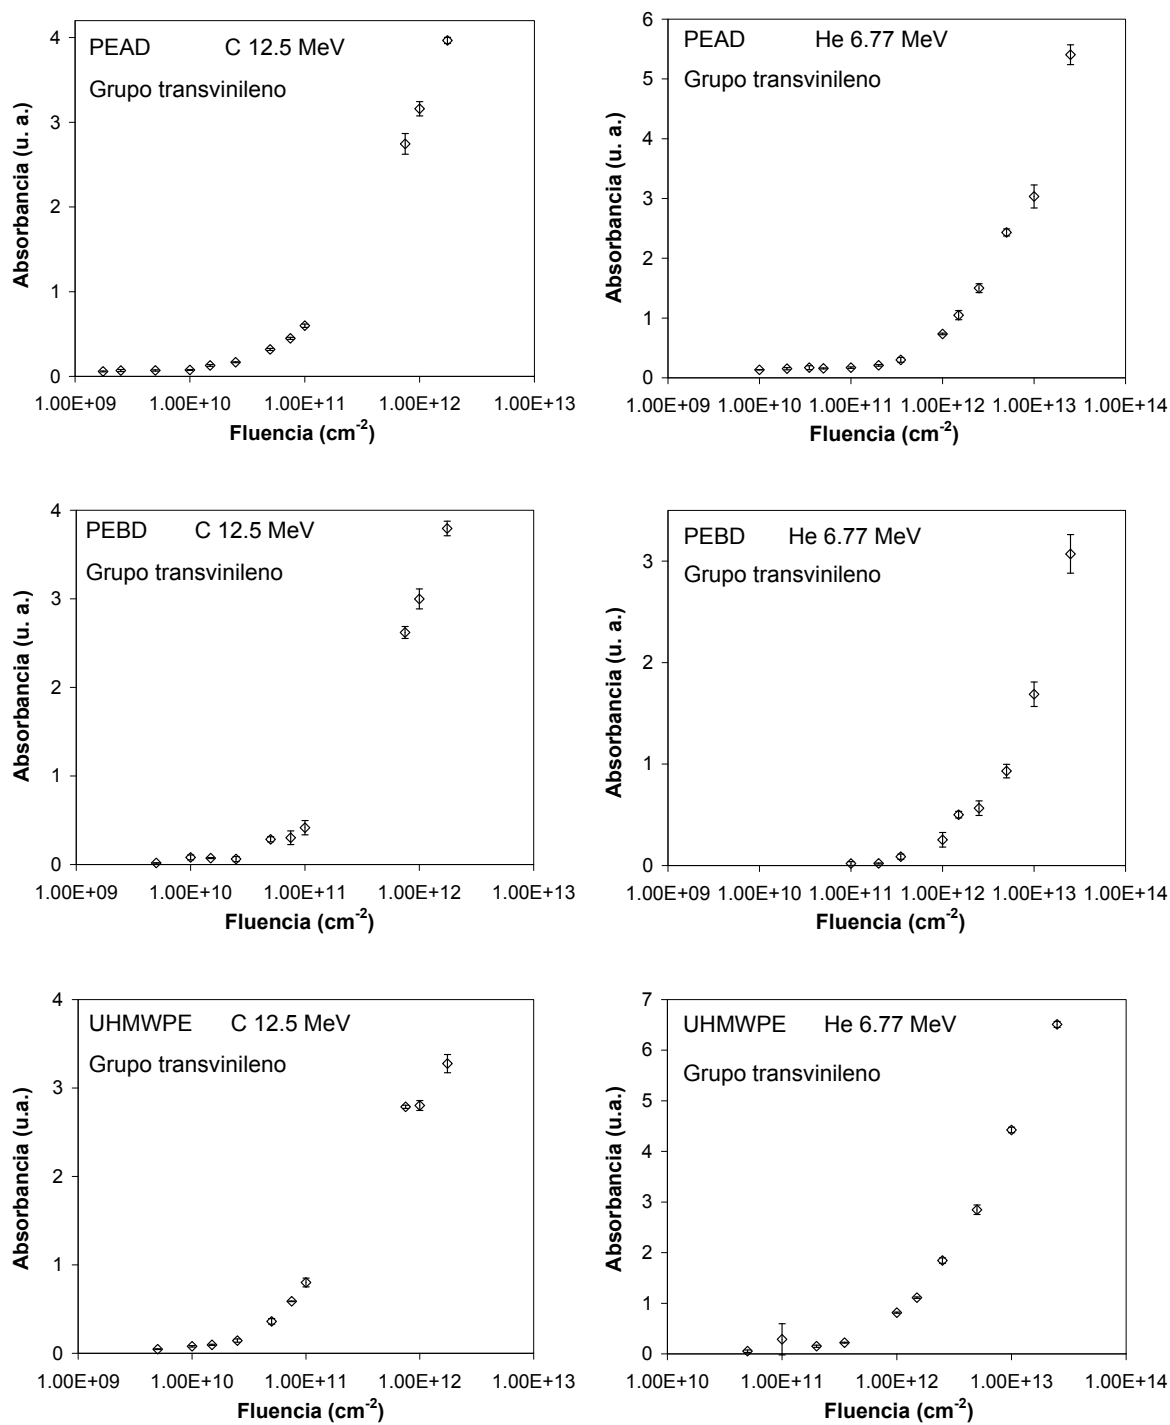 PEAD C 12.5 MeV
Grupo transvinileno
Absorbancia (u. a.)
4
3
2
1
0
1.00E+09 1.00E+10 1.00E+11 1.00E+12 1.00E+13
Fluencia (cm-2)
PEAD He 6.77 MeV
Grupo transvinileno
Absorbancia (u. a.)
6
5
4
3
2
1
0
1.00E+09 1.00E+10 1.00E+11 1.00E+12 1.00E+13 1.00E+14
Fluencia (cm-2)
PEBD C 12.5 MeV
Grupo transvinileno
Absorbancia (u. a.)
4
3
2
1
0
1.00E+09 1.00E+10 1.00E+11 1.00E+12 1.00E+13
Fluencia (cm-2)
PEBD He 6.77 MeV
Grupo transvinileno
Absorbancia (u. a.)
3
2
1
0
1.00E+09 1.00E+10 1.00E+11 1.00E+12 1.00E+13 1.00E+14
Fluencia (cm-2)
UHMWPE C 12.5 MeV
Grupo transvinileno
Absorbancia (u.a.)
4
3
2
1
0
1.00E+09 1.00E+10 1.00E+11 1.00E+12 1.00E+13
Fluencia (cm-2)
UHMWPE He 6.77 MeV
Grupo transvinileno
Absorbancia (u.a.)
7
6
5
4
3
2
1
0
1.00E+10 1.00E+11 1.00E+12 1.00E+13 1.00E+14
Fluencia (cm-2)